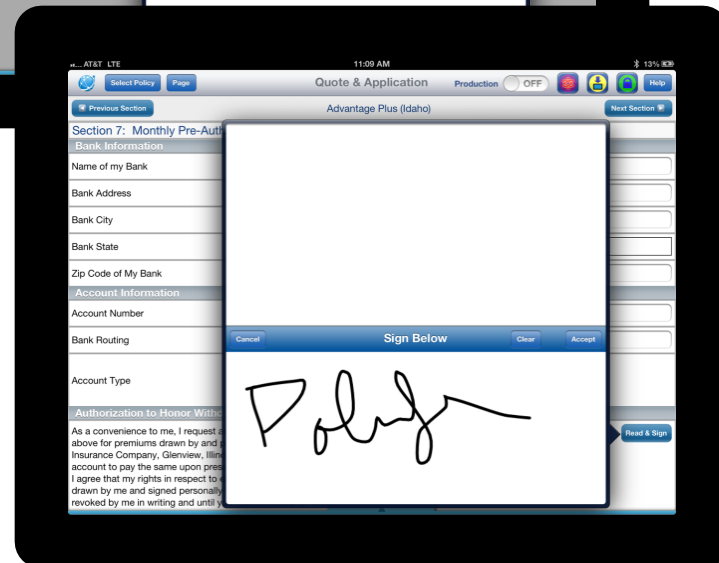 AT&T LTE 11:09 AM 13%
Select Policy Page Quote & Application Production OFF Help
Previous Section Advantage Plus (Idaho) Next Section
Section 7: Monthly Pre-Auth
Bank Information
Name of my Bank
Bank Address
Bank City
Bank State
Zip Code of My Bank
Account Information
Account Number
Bank Routing
Account Type
Authorization to Honor Withd
As a convenience to me, I request a
above for premiums drawn by and p
Insurance Company, Glenview, Illin
account to pay the same upon pres
I agree that my rights in respect to e
drawn by me and signed personally
revoked by me in writing and until y
Cancel Sign Below Clear Accept
Read & Sign